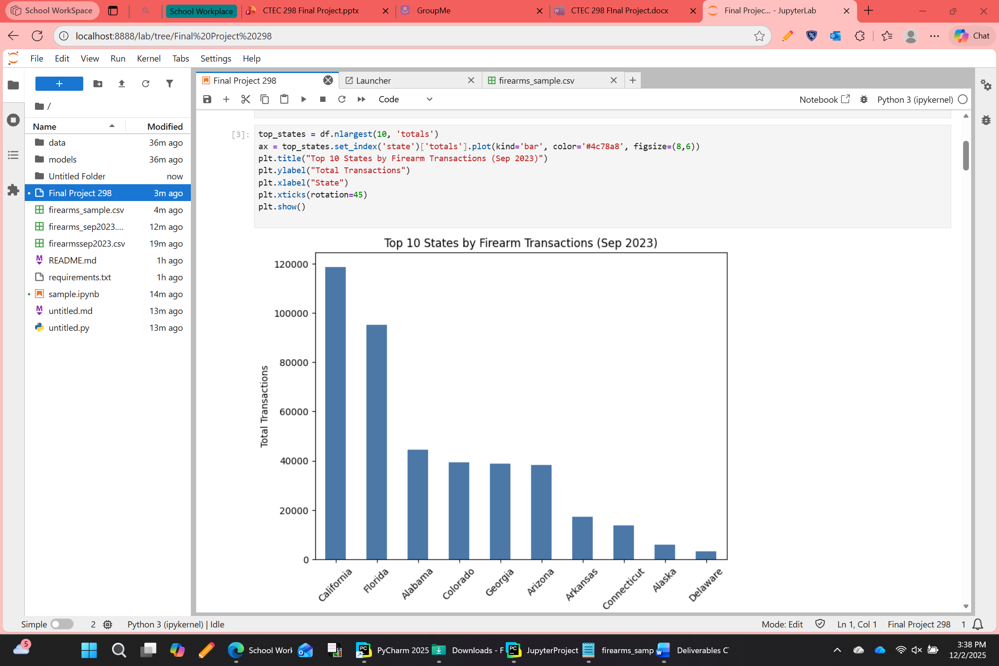 School WorkSpace
School Workplace
CTEC 298 Final Project.pptx
GroupMe
CTEC 298 FInal Project.docx
Final Projec... - JupyterLab
localhost:8888/lab/tree/Final%20Project%20298
Chat
File Edit View Run Kernel Tabs Settings Help
Final Project 298
Launcher
firearms_sample.csv
Code
Notebook
Python 3 (ipykernel)
/
Name Modified
data 36m ago
models 36m ago
Untitled Folder now
Final Project 298 3m ago
firearms_sample.csv 4m ago
firearms_sep2023.... 12m ago
firearmssep2023.csv 19m ago
README.md 1h ago
requirements.txt 1h ago
sample.ipynb 14m ago
untitled.md 13m ago
untitled.py 13m ago
[3]:
top_states = df.nlargest(10, 'totals')
ax = top_states.set_index('state')['totals'].plot(kind='bar', color='#4c78a8', figsize=(8,6))
plt.title("Top 10 States by Firearm Transactions (Sep 2023)")
plt.ylabel("Total Transactions")
plt.xlabel("State")
plt.xticks(rotation=45)
plt.show()
Top 10 States by Firearm Transactions (Sep 2023)
Total Transactions
120000
100000
80000
60000
40000
20000
0
California
Florida
Alabama
Colorado
Georgia
Arizona
Arkansas
Connecticut
Alaska
Delaware
Simple
2
Python 3 (ipykernel) | Idle
Mode: Edit
Ln 1, Col 1
Final Project 298
1
5
School Work
PyCharm 2025
Downloads - F
JupyterProject
firearms_samp
Deliverables C
3:38 PM
12/2/2025